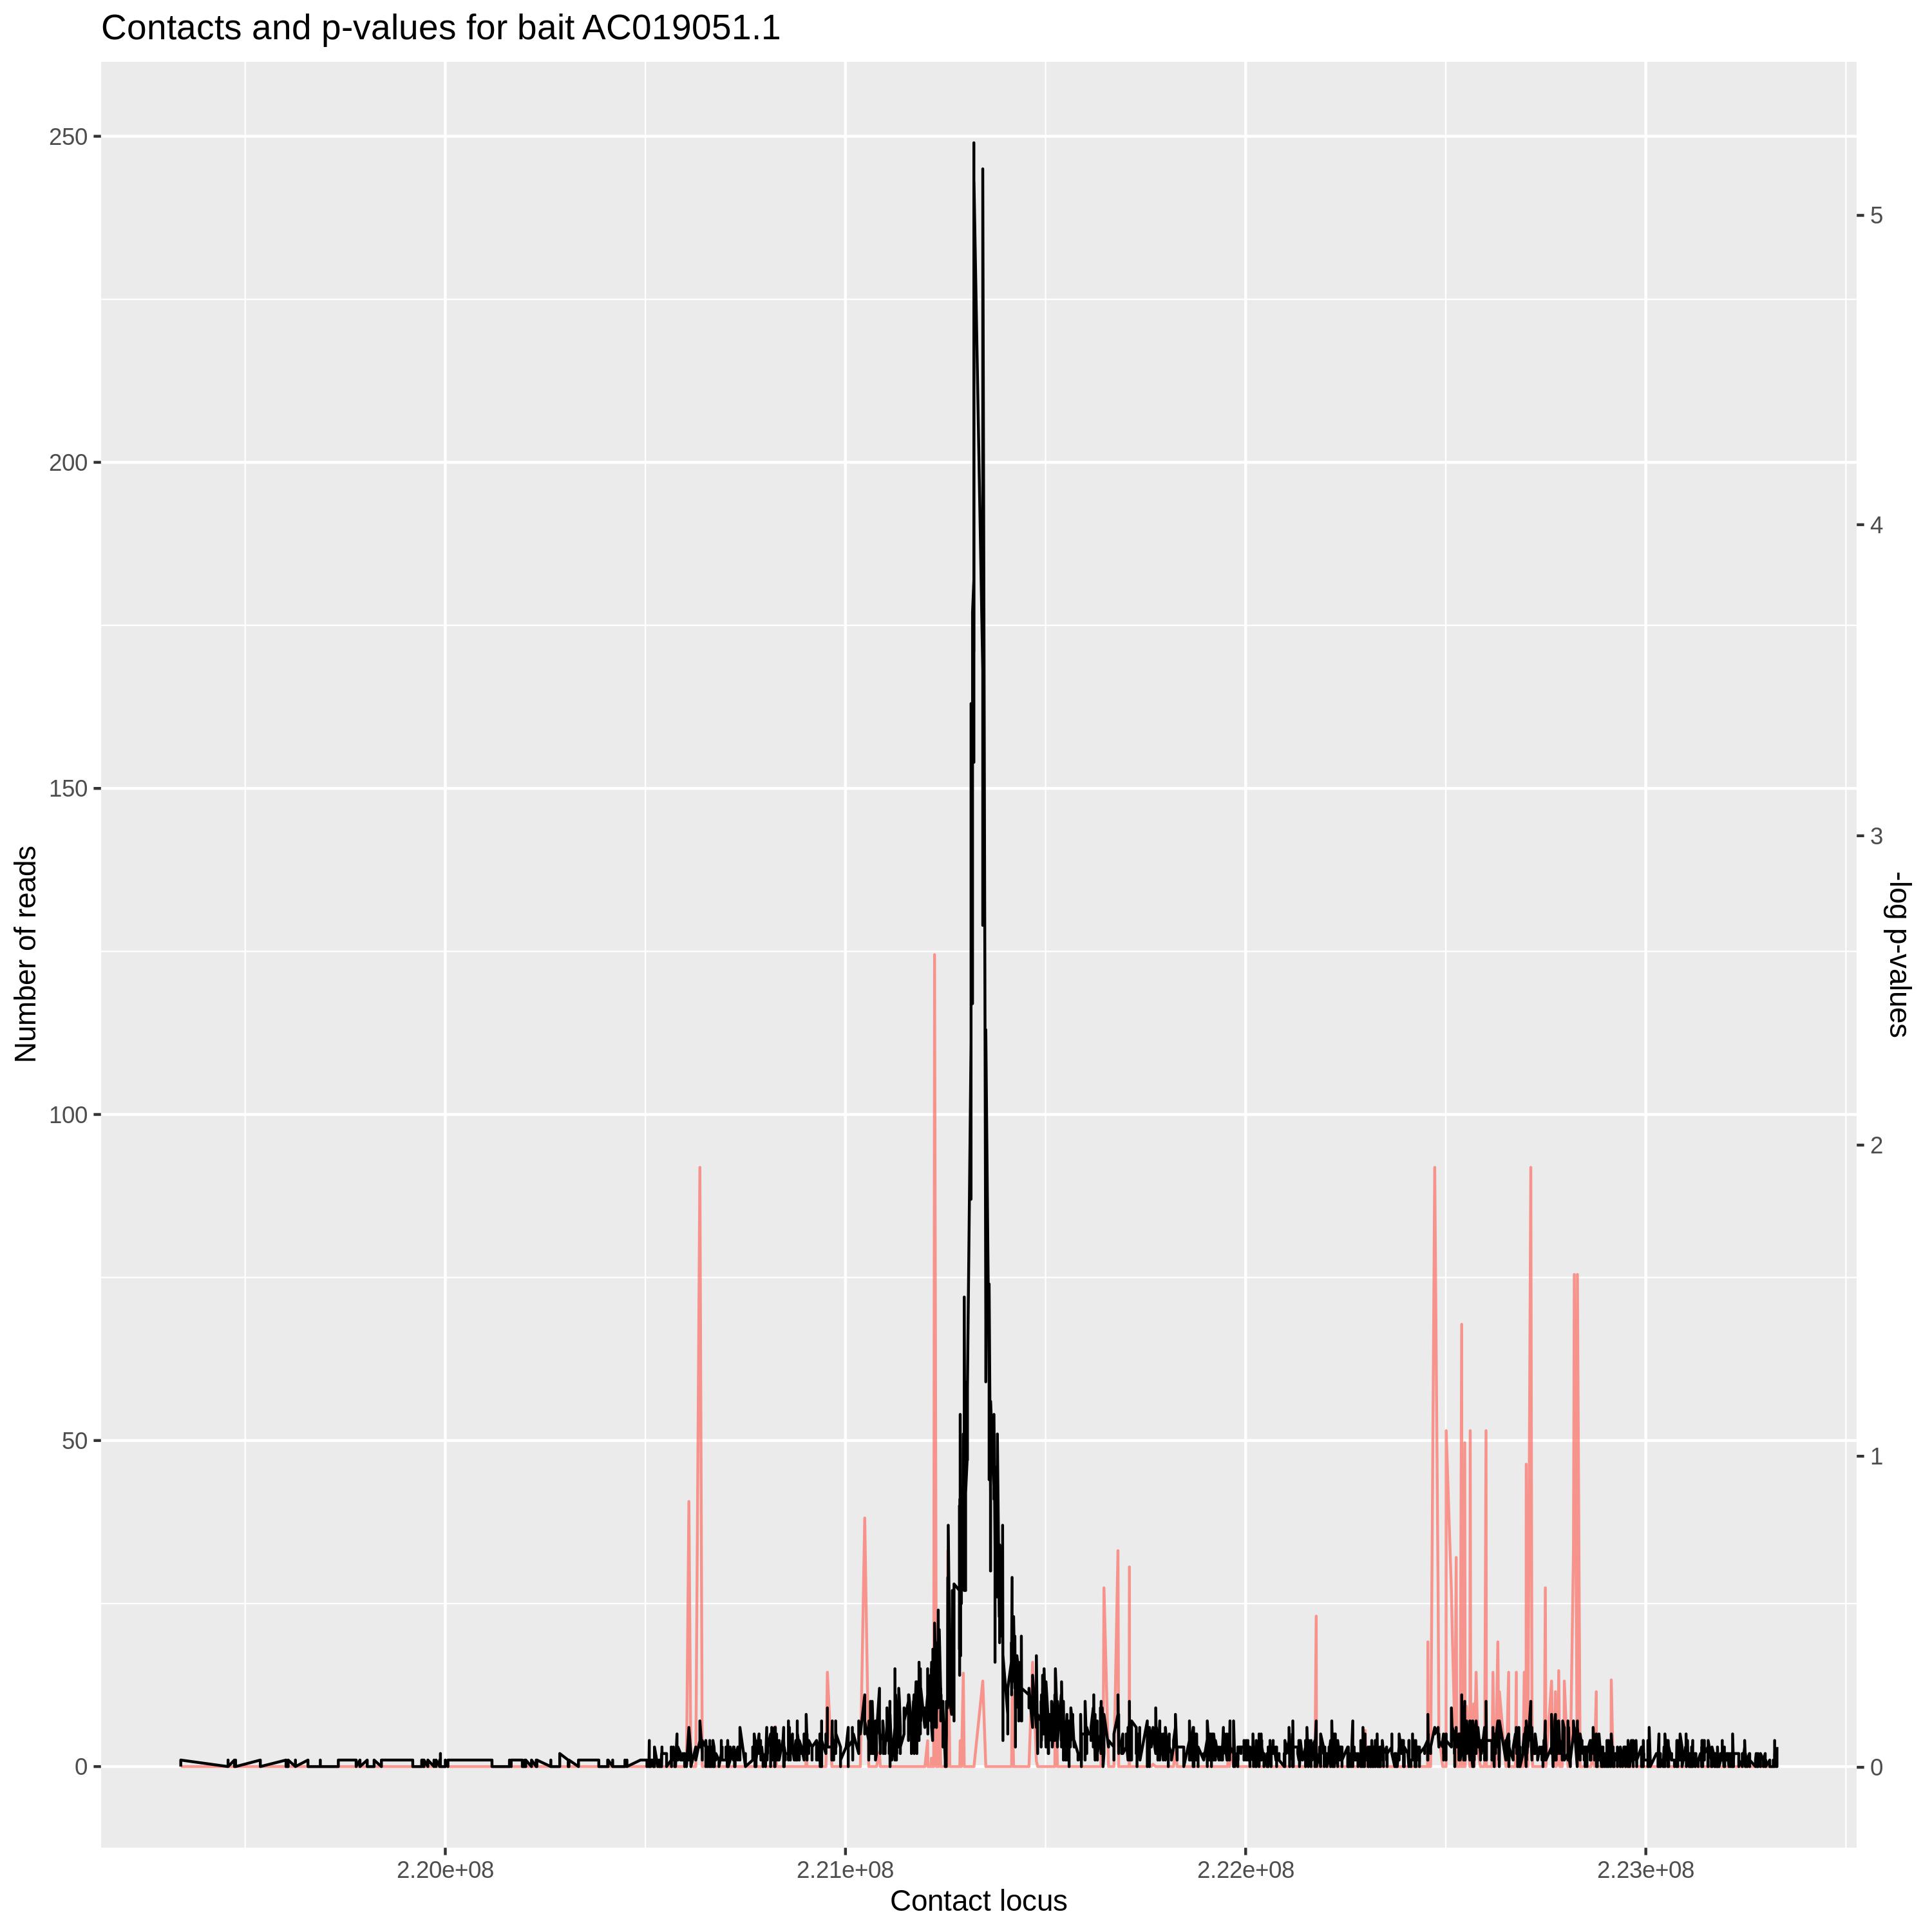 Contacts and p-values for bait AC019051.1
250
200
150
100
50
0
Number of reads
5
4
3
2
1
0
-log p-values
2.20e+08
2.21e+08
2.22e+08
2.23e+08
Contact locus